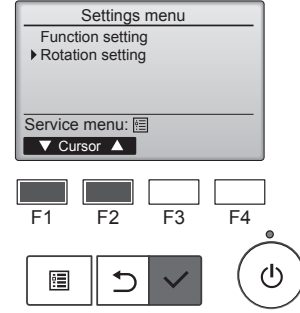 Settings menu
Function setting
Rotation setting
Service menu:
Cursor
F1 F2 F3 F4